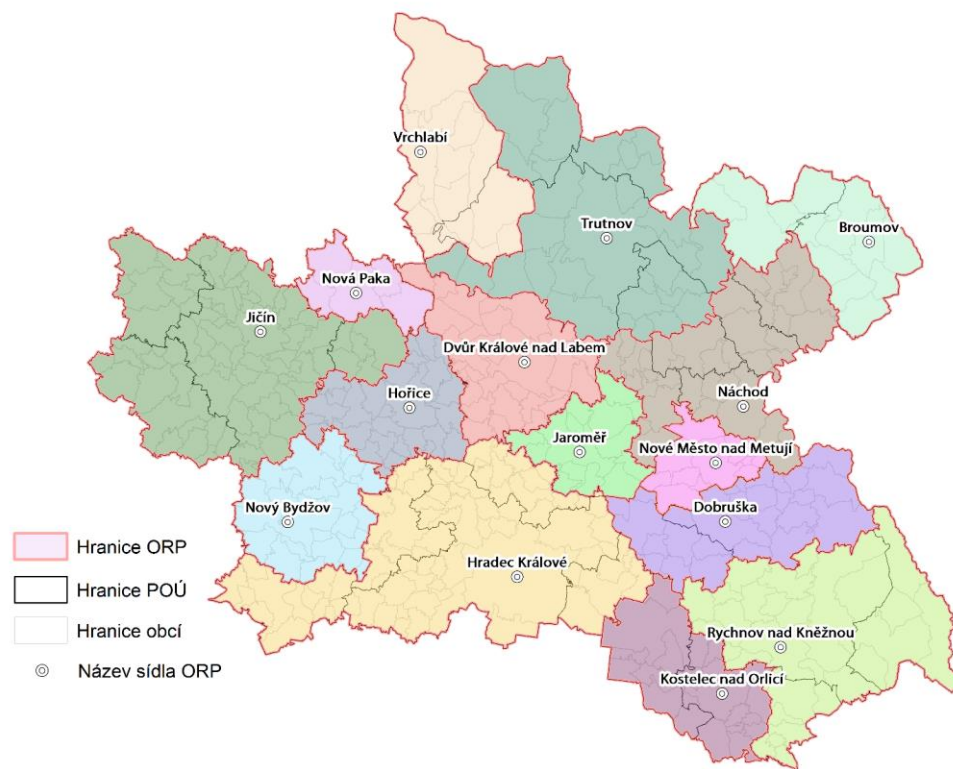 Vrchlabí
Trutnov
Broumov
Nová Paka
Jičín
Dvůr Králové nad Labem
Hořice
Náchod
Jaroměř
Nové Město nad Metují
Nový Bydžov
Dobruška
Hradec Králové
Rychnov nad Kněžnou
Kostelec nad Orlicí
Hranice ORP
Hranice POÚ
Hranice obcí
Název sídla ORP